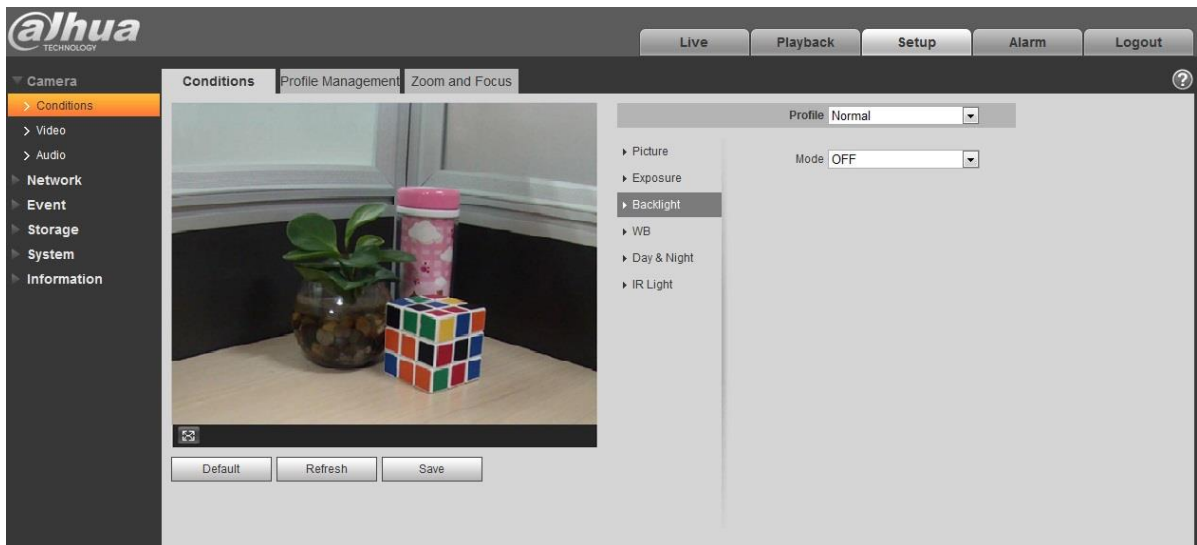 alhua
TECHNOLOGY
Live
Playback
Setup
Alarm
Logout
Camera
Conditions
Video
Audio
Network
Event
Storage
System
Information
Conditions
Profile Management
Zoom and Focus
?
Profile Normal
Picture
Exposure
Backlight
WB
Day & Night
IR Light
Mode OFF
Default
Refresh
Save